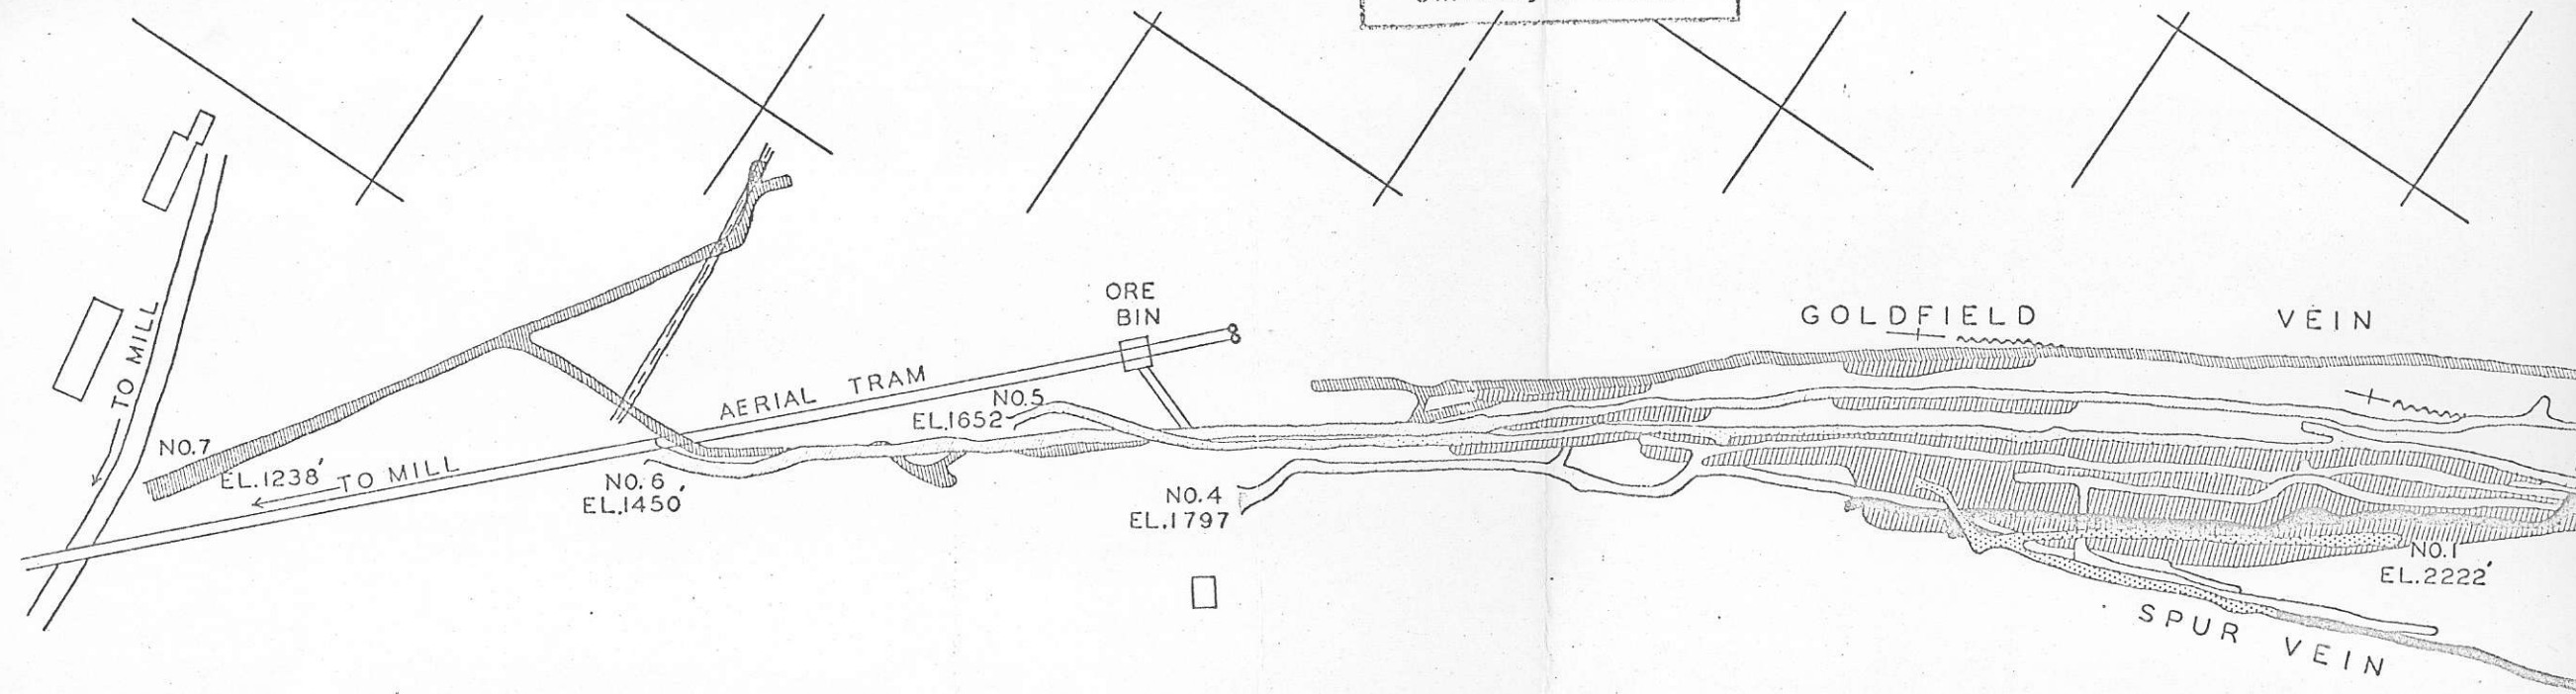 ORE
BIN
GOLDFIELD VEIN
TO MILL
AERIAL TRAM
NO.5
EL.1652
NO.7
EL.1238'
TO MILL
NO.6
EL.1450'
NO.4
EL.1797
NO.1
EL.2222'
SPUR VEIN